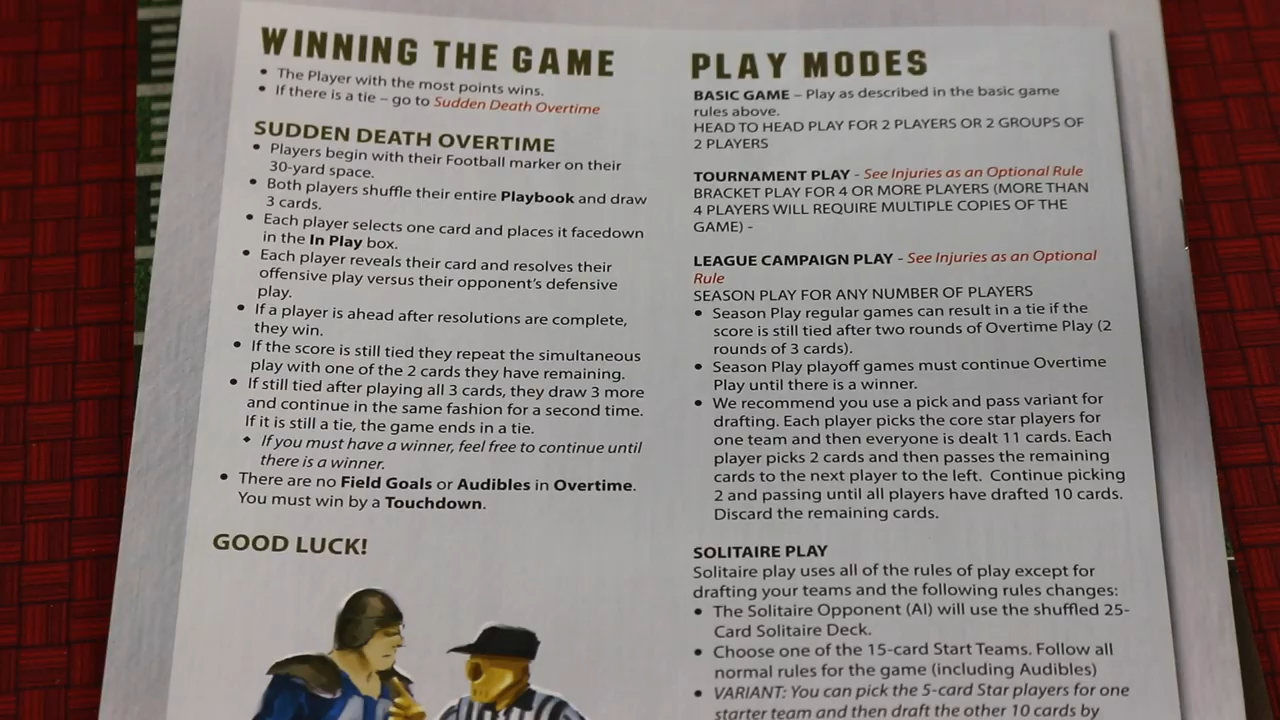 WINNING THE GAME
• The Player with the most points wins.
• If there is a tie – go to Sudden Death Overtime
SUDDEN DEATH OVERTIME
• Players begin with their Football marker on their
30-yard space.
• Both players shuffle their entire Playbook and draw
3 cards.
• Each player selects one card and places it facedown
in the In Play box.
• Each player reveals their card and resolves their
offensive play versus their opponent's defensive
play.
• If a player is ahead after resolutions are complete,
they win.
• If the score is still tied they repeat the simultaneous
play with one of the 2 cards they have remaining.
• If still tied after playing all 3 cards, they draw 3 more
and continue in the same fashion for a second time.
If it is still a tie, the game ends in a tie.
◆ If you must have a winner, feel free to continue until
there is a winner.
• There are no Field Goals or Audibles in Overtime.
You must win by a Touchdown.
GOOD LUCK!
PLAY MODES
BASIC GAME – Play as described in the basic game
rules above.
HEAD TO HEAD PLAY FOR 2 PLAYERS OR 2 GROUPS OF
2 PLAYERS
TOURNAMENT PLAY - See Injuries as an Optional Rule
BRACKET PLAY FOR 4 OR MORE PLAYERS (MORE THAN
4 PLAYERS WILL REQUIRE MULTIPLE COPIES OF THE
GAME) -
LEAGUE CAMPAIGN PLAY - See Injuries as an Optional
Rule
SEASON PLAY FOR ANY NUMBER OF PLAYERS
• Season Play regular games can result in a tie if the
score is still tied after two rounds of Overtime Play (2
rounds of 3 cards).
• Season Play playoff games must continue Overtime
Play until there is a winner.
• We recommend you use a pick and pass variant for
drafting. Each player picks the core star players for
one team and then everyone is dealt 11 cards. Each
player picks 2 cards and then passes the remaining
cards to the next player to the left. Continue picking
2 and passing until all players have drafted 10 cards.
Discard the remaining cards.
SOLITAIRE PLAY
Solitaire play uses all of the rules of play except for
drafting your teams and the following rules changes:
• The Solitaire Opponent (AI) will use the shuffled 25-
Card Solitaire Deck.
• Choose one of the 15-card Start Teams. Follow all
normal rules for the game (including Audibles)
• VARIANT: You can pick the 5-card Star players for one
starter team and then draft the other 10 cards by